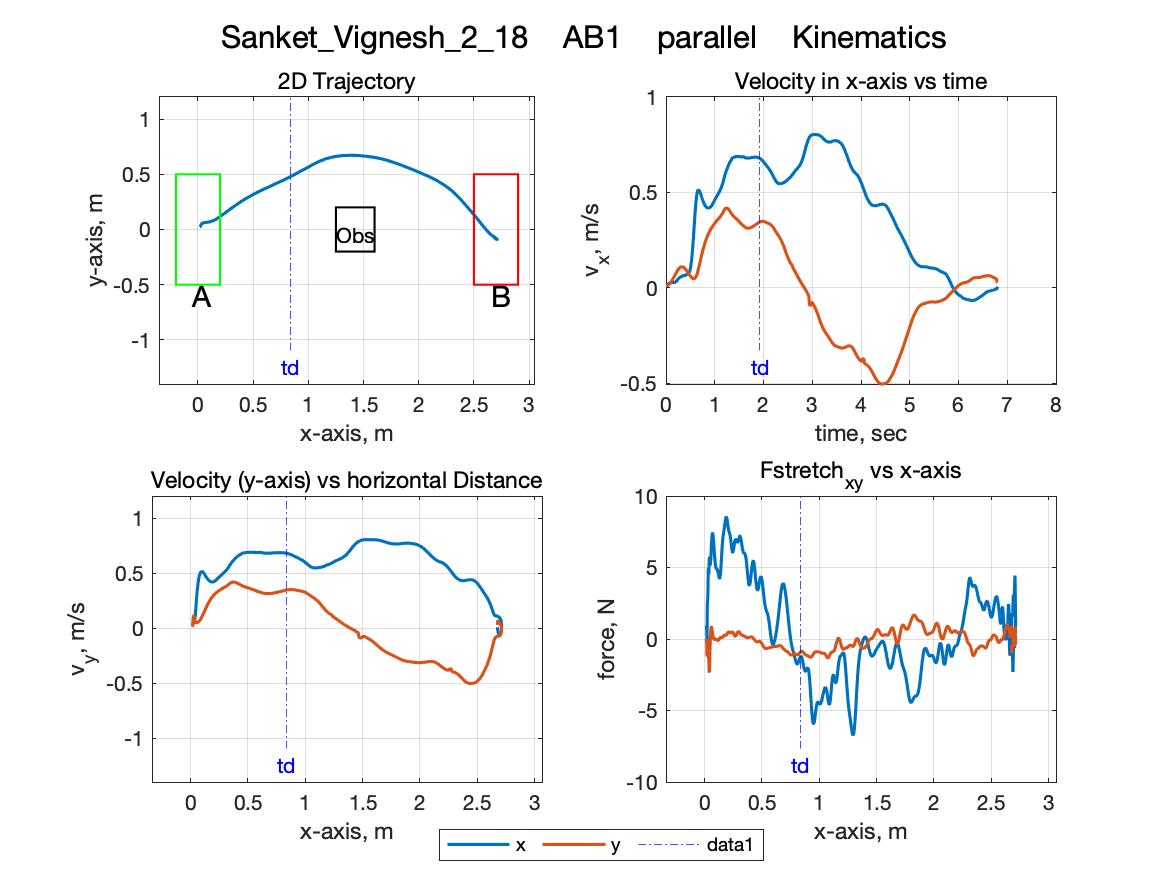 Sanket_Vignesh_2_18 AB1 parallel Kinematics
2D Trajectory
1
0.5
0
-0.5
-1
y-axis, m
Obs
A
B
td
0 0.5 1 1.5 2 2.5 3
x-axis, m
Velocity in x-axis vs time
1
0.5
0
-0.5
vx, m/s
td
0 1 2 3 4 5 6 7 8
time, sec
Velocity (y-axis) vs horizontal Distance
1
0.5
0
-0.5
-1
vy, m/s
td
0 0.5 1 1.5 2 2.5 3
x-axis, m
Fstretchxy vs x-axis
10
5
0
-5
-10
force, N
td
0 0.5 1 1.5 2 2.5 3
x-axis, m
x y data1